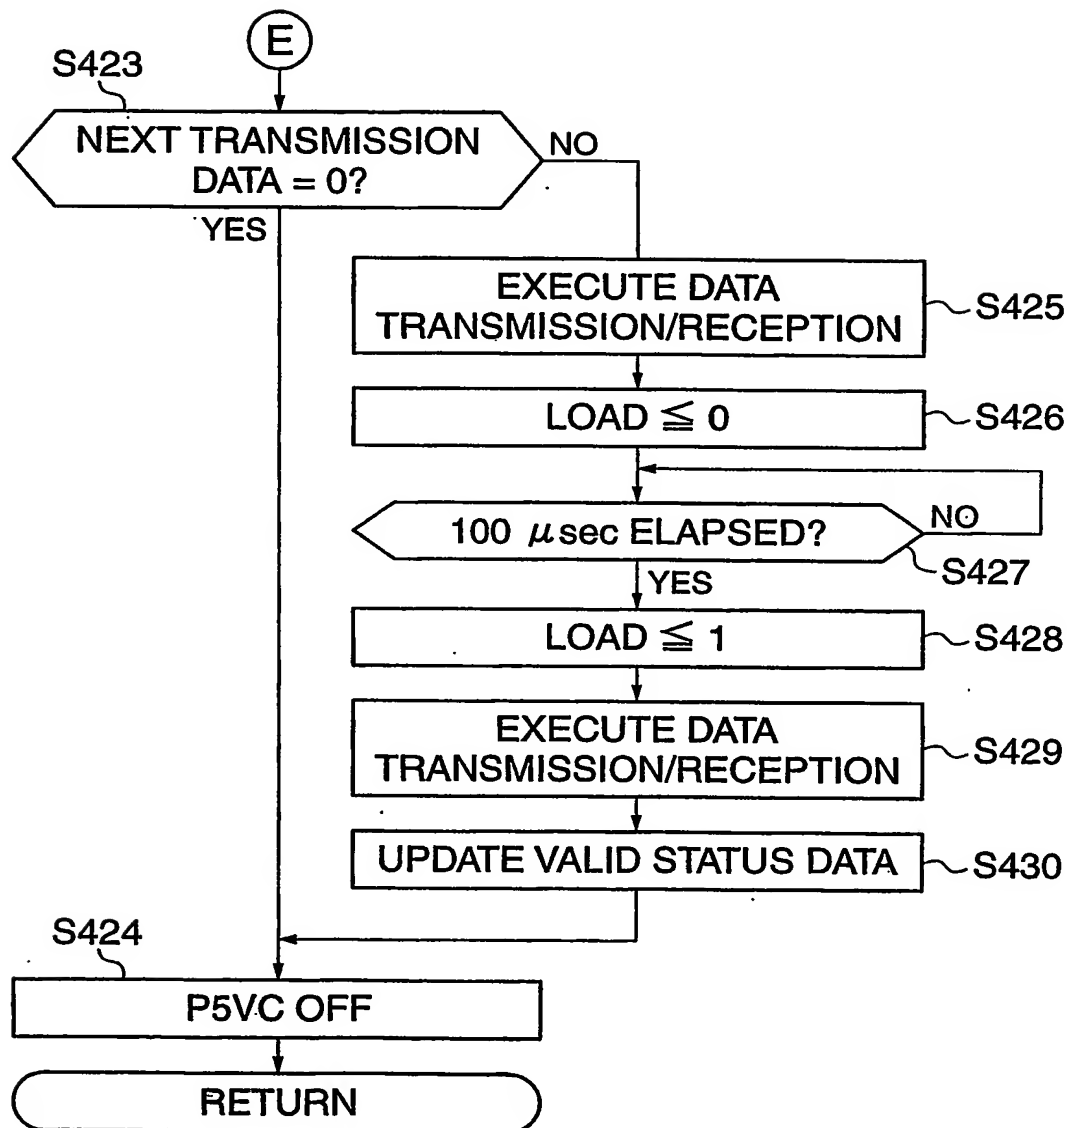 E
S423
NEXT TRANSMISSION
DATA = 0?
NO
YES
EXECUTE DATA
TRANSMISSION/RECEPTION
S425
LOAD ≦ 0
S426
100 μsec ELAPSED?
NO
S427
YES
LOAD ≦ 1
S428
EXECUTE DATA
TRANSMISSION/RECEPTION
S429
UPDATE VALID STATUS DATA
S430
S424
P5VC OFF
RETURN